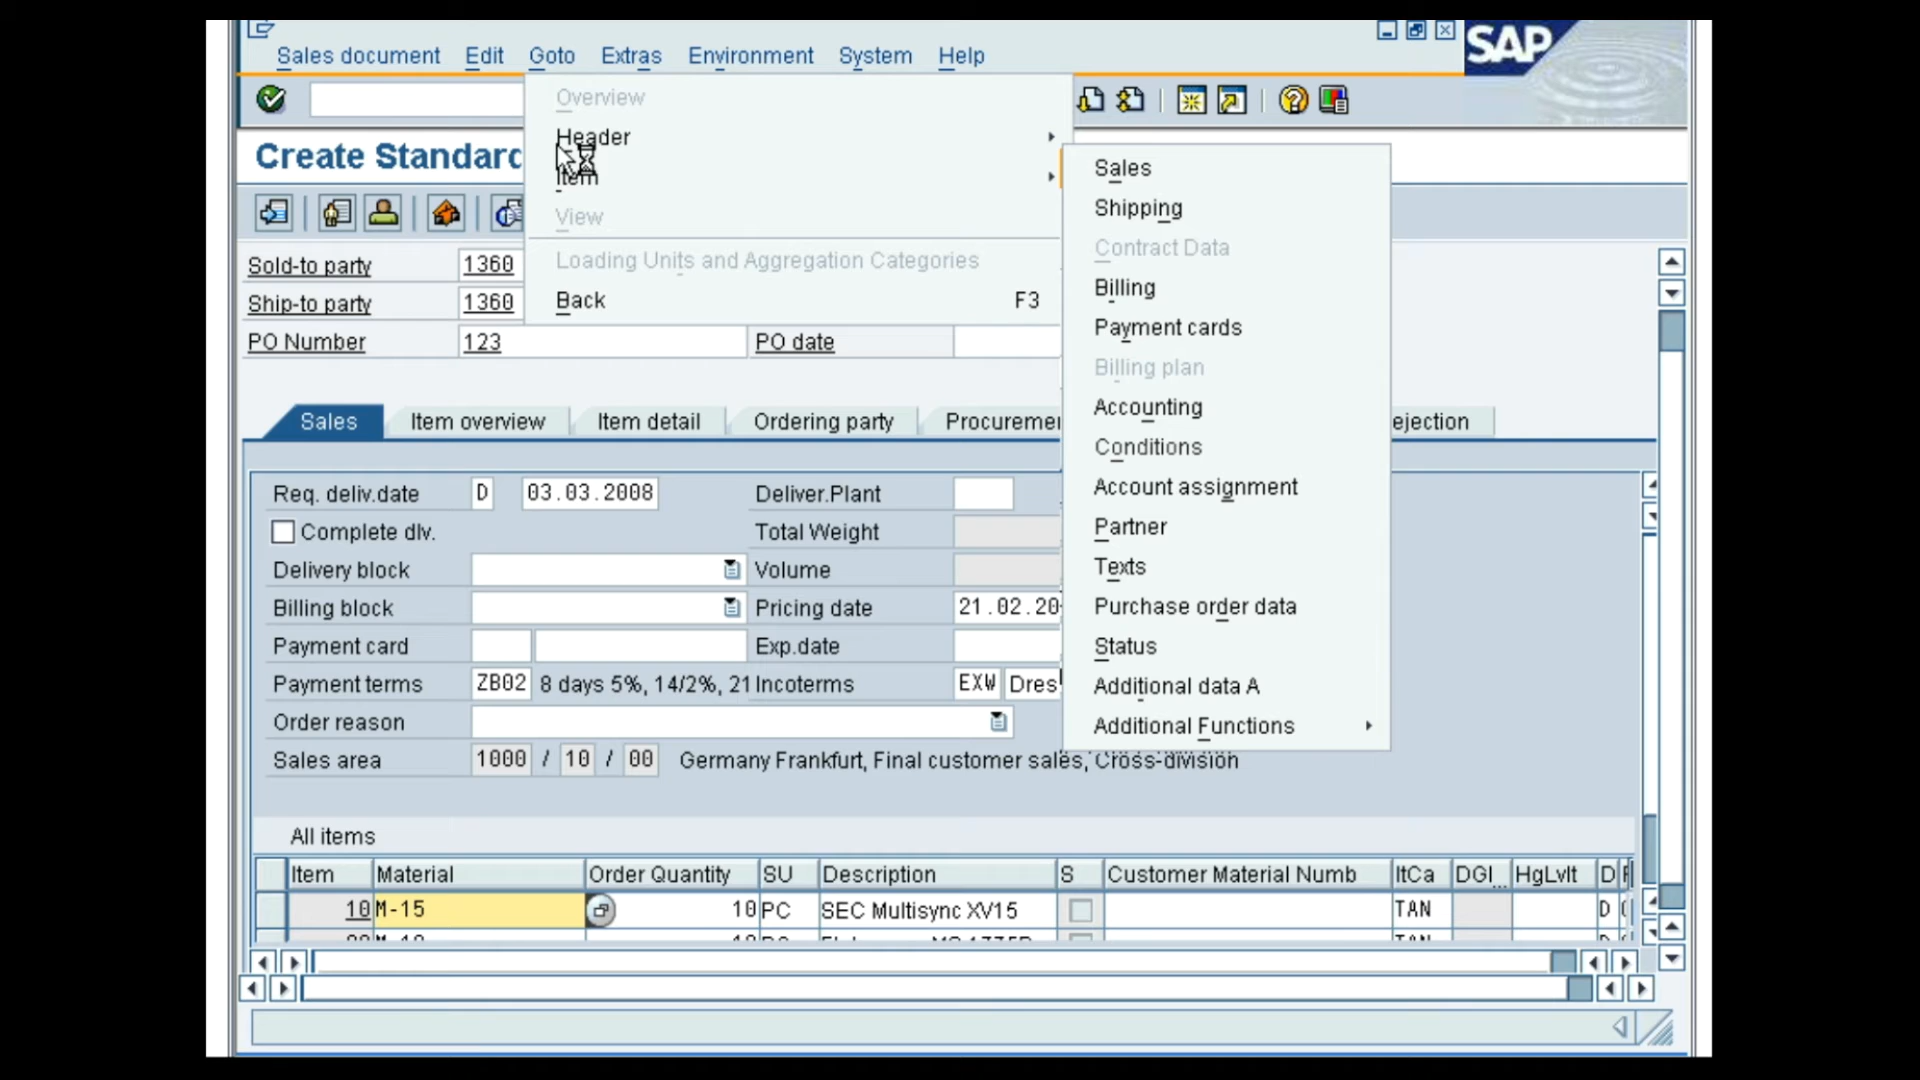 SAP
Sales document Edit Goto Extras Environment System Help
Overview
Header
Item
View
Loading Units and Aggregation Categories
Back F3
Sales
Shipping
Contract Data
Billing
Payment cards
Billing plan
Accounting
Conditions
Account assignment
Partner
Texts
Purchase order data
Status
Additional data A
Additional Functions
Create Standard
Sold-to party 1360
Ship-to party 1360
PO Number 123 PO date
Sales Item overview Item detail Ordering party Procuremen ejection
Req. deliv.date D 03.03.2008 Deliver.Plant
Complete dlv. Total Weight
Delivery block Volume
Billing block Pricing date 21.02.20
Payment card Exp.date
Payment terms ZB02 8 days 5%, 14/2%, 21 Incoterms EXW Dres
Order reason
Sales area 1000 / 10 / 00 Germany Frankfurt, Final customer sales, Cross-division
All items
Item Material Order Quantity SU Description S Customer Material Numb ItCa DGI... HgLvIt D
10 M-15 10 PC SEC Multisync XV15 TAN D